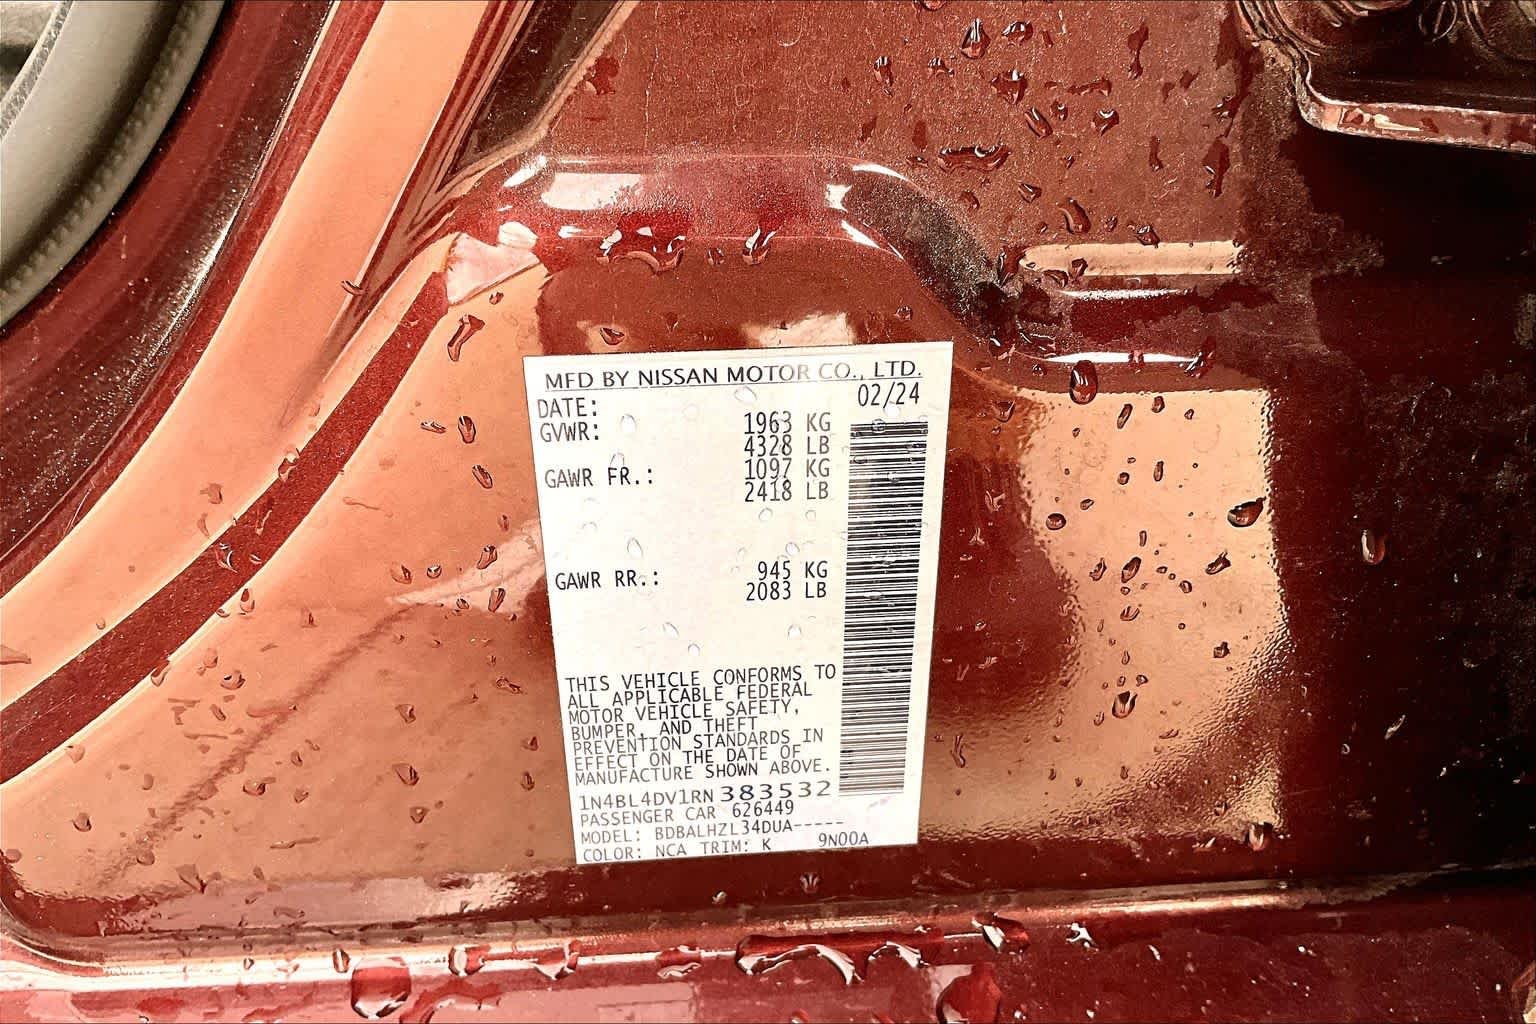 MFD BY NISSAN MOTOR CO., LTD.
DATE: 02/24
GVWR: 1963 KG
4328 LB
GAWR FR.: 1097 KG
2418 LB
GAWR RR.: 945 KG
2083 LB
THIS VEHICLE CONFORMS TO
ALL APPLICABLE FEDERAL
MOTOR VEHICLE SAFETY,
BUMPER, AND THEFT
PREVENTION STANDARDS IN
EFFECT ON THE DATE OF
MANUFACTURE SHOWN ABOVE.
1N4BL4DV1RN383532
PASSENGER CAR 626449
MODEL: BDBALHZL34DUA-----
COLOR: NCA TRIM: K 9N00A